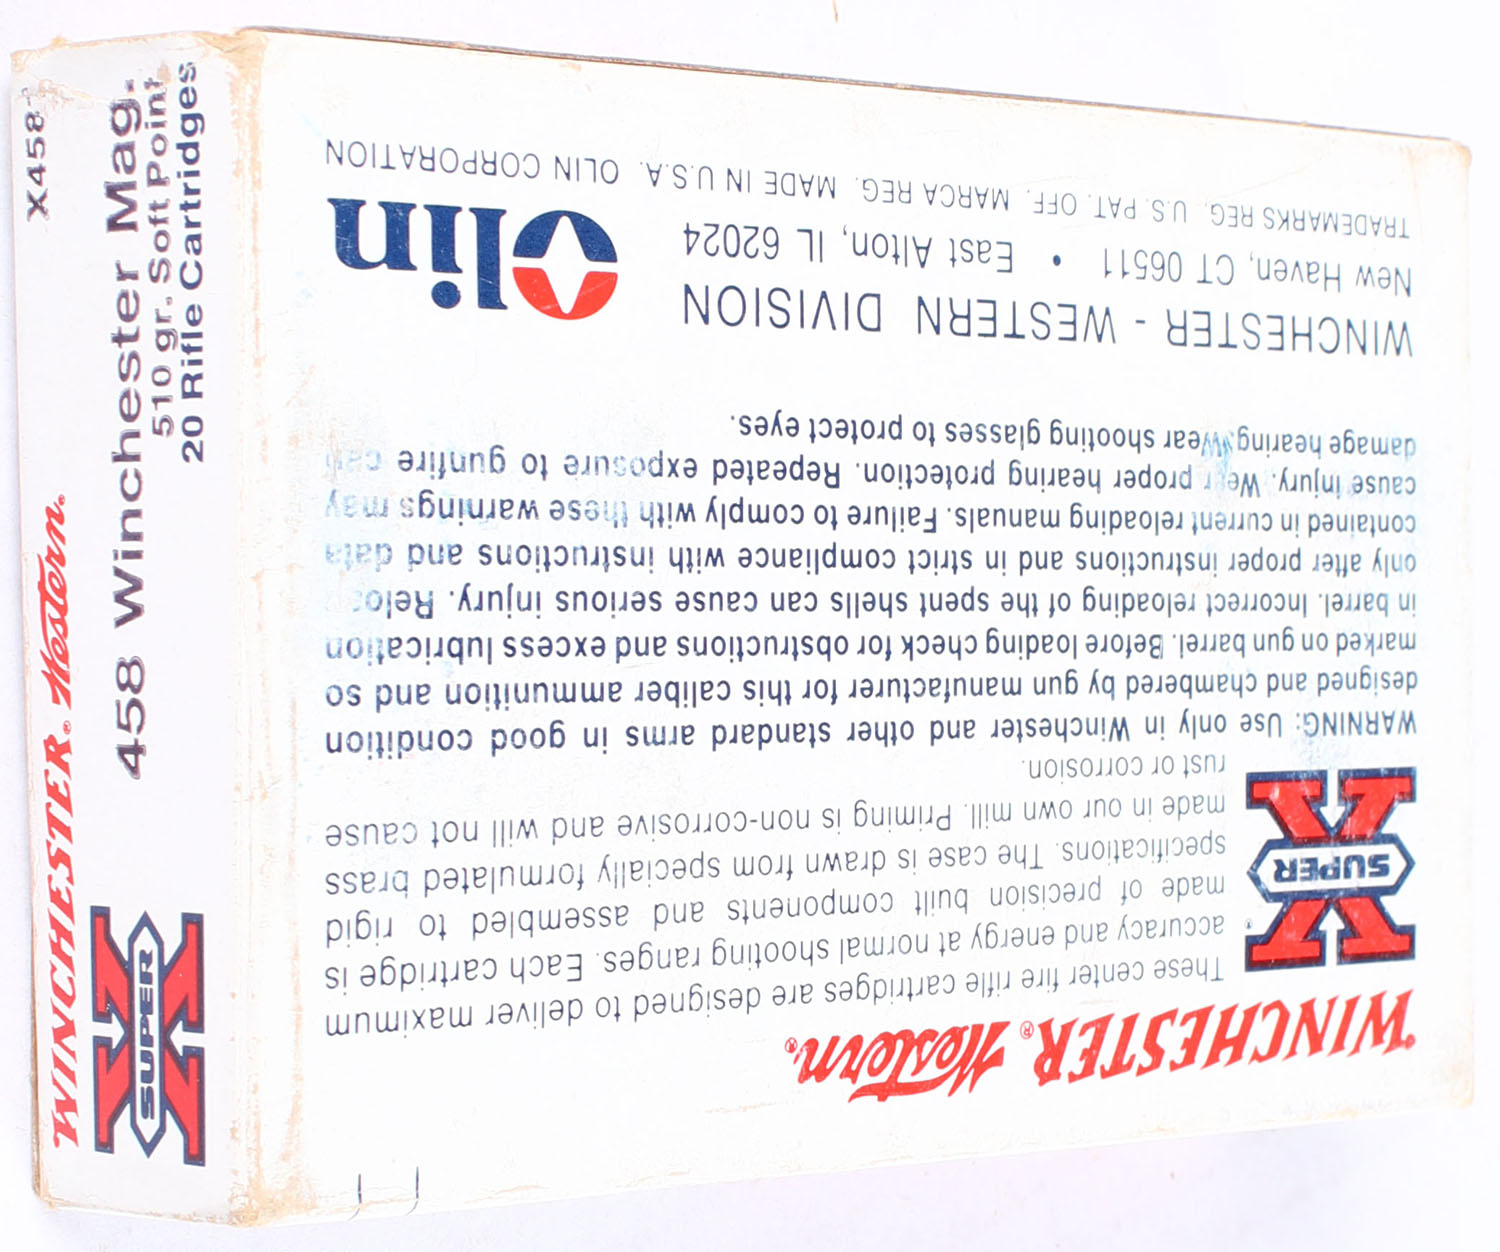 WINCHESTER® Western®
X
SUPER
®
These center fire rifle cartridges are designed to deliver maximum
accuracy and energy at normal shooting ranges. Each cartridge is
made of precision built components and assembled to rigid
specifications. The case is drawn from specially formulated brass
made in our own mill. Priming is non-corrosive and will not cause
rust or corrosion.
WARNING: Use only in Winchester and other standard arms in good condition
designed and chambered by gun manufacturer for this caliber ammunition and so
marked on gun barrel. Before loading check for obstructions and excess lubrication
in barrel. Incorrect reloading of the spent shells can cause serious injury.
only after proper instructions and in strict compliance with instructions and data
contained in current reloading manuals. Failure to comply with these warnings may
cause injury. Wear proper hearing protection. Repeated exposure to gunfire can
damage hearing. Wear shooting glasses to protect eyes.
WINCHESTER - WESTERN DIVISION
New Haven, CT 06511 • East Alton, IL 62024
Olin
TRADEMARKS REG. U.S. PAT. OFF. MARCA REG. MADE IN U.S.A. OLIN CORPORATION
WINCHESTER® Western®
X
SUPER
X458
458 Winchester Mag.
510 gr. Soft Point
20 Rifle Cartridges